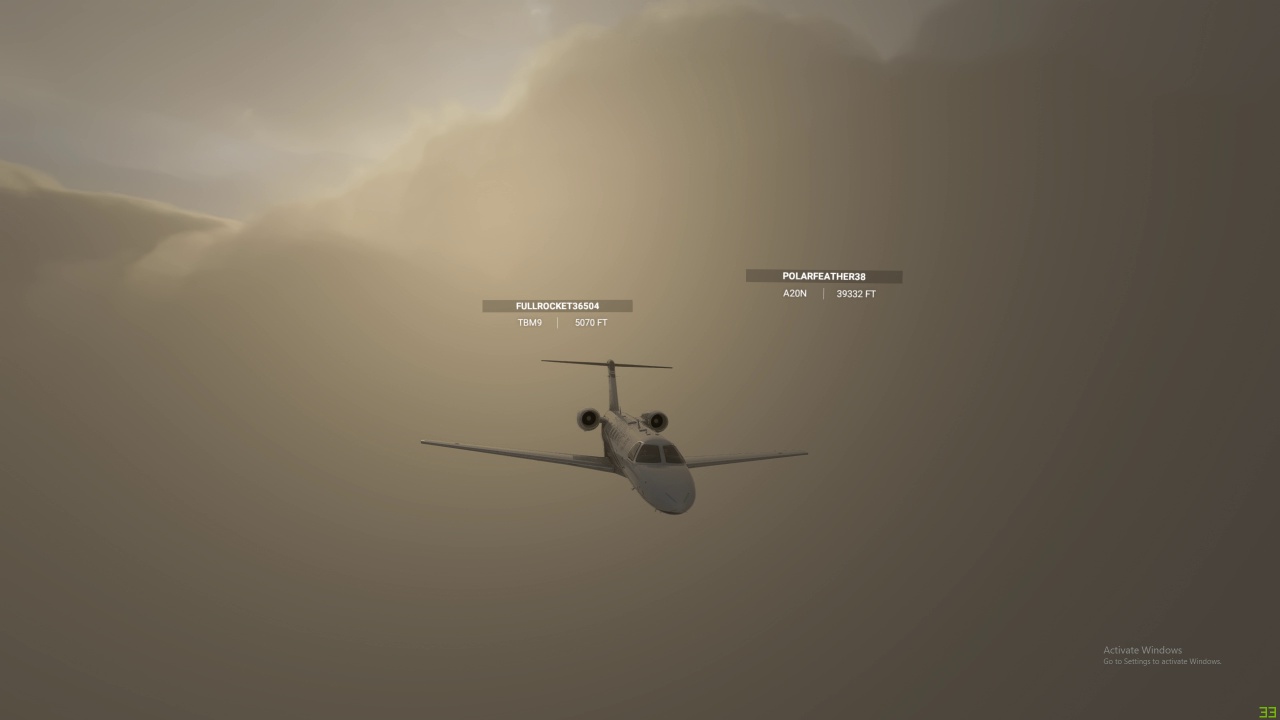 POLARFEATHER38
A20N | 39332 FT
FULLROCKET36504
TBM9 | 5070 FT
Activate Windows
Go to Settings to activate Windows.
33